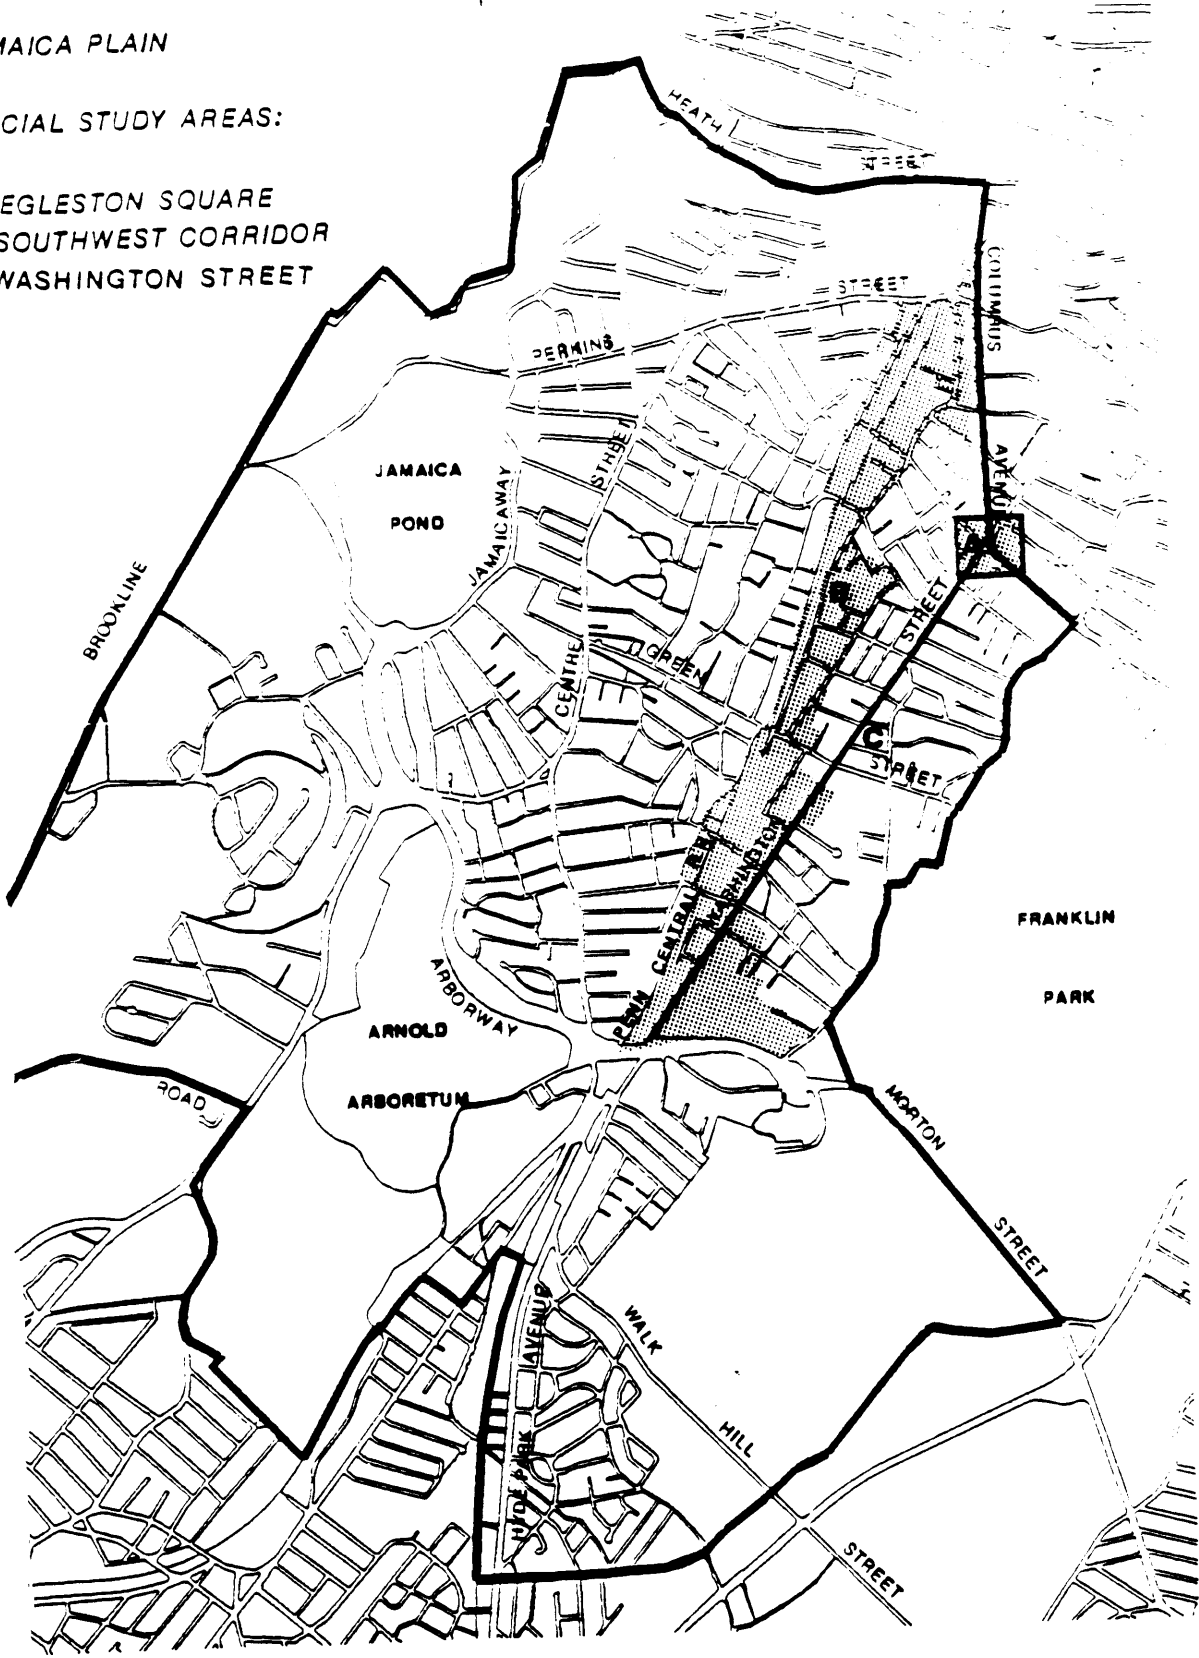 MAICA PLAIN
CIAL STUDY AREAS:
EGLESTON SQUARE
SOUTHWEST CORRIDOR
WASHINGTON STREET
HEATH STREET
COLUMBUS AVENUE
PERKINS STREET
JAMAICA
POND
JAMAICAWAY
CENTRE STREET
BROOKLINE
A
B
C
GREEN STREET
WASHINGTON STREET
PENN CENTRAL R.R.
FRANKLIN
PARK
ARBORWAY
ARNOLD
ARBORETUM
ROAD
MORTON STREET
WALK HILL STREET
HYDE PARK AVENUE